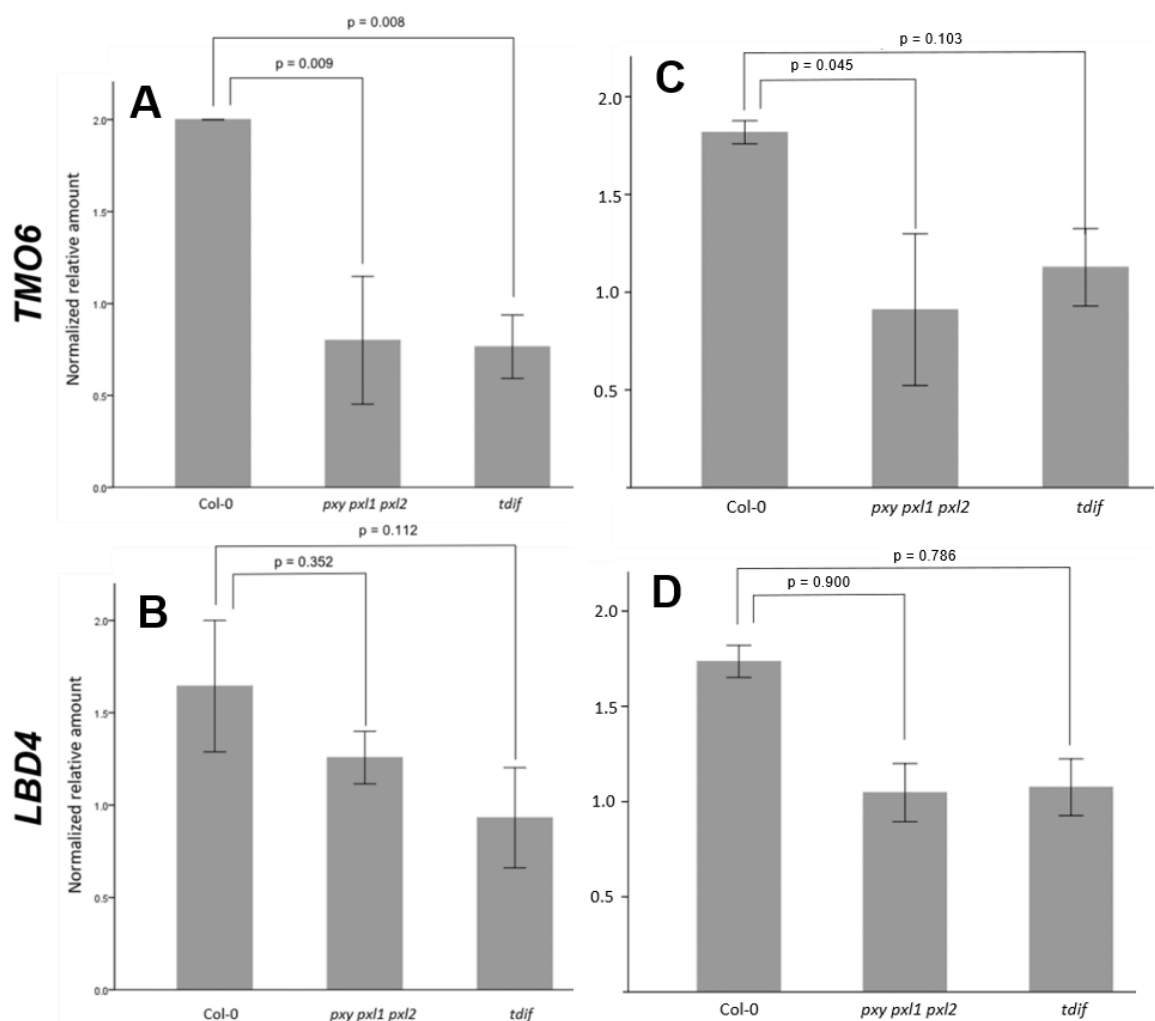 TMO6
A
p = 0.008
p = 0.009
Normalized relative amount
2.0
1.5
1.0
0.5
0.0
Col-0
pxy pxl1 pxl2
tdif
C
p = 0.103
p = 0.045
2.0
1.5
1.0
0.5
Col-0
pxy pxl1 pxl2
tdif
LBD4
B
p = 0.112
p = 0.352
Normalized relative amount
2.0
1.5
1.0
0.5
0.0
Col-0
pxy pxl1 pxl2
tdif
D
p = 0.786
p = 0.900
2.0
1.5
1.0
0.5
Col-0
pxy pxl1 pxl2
tdif